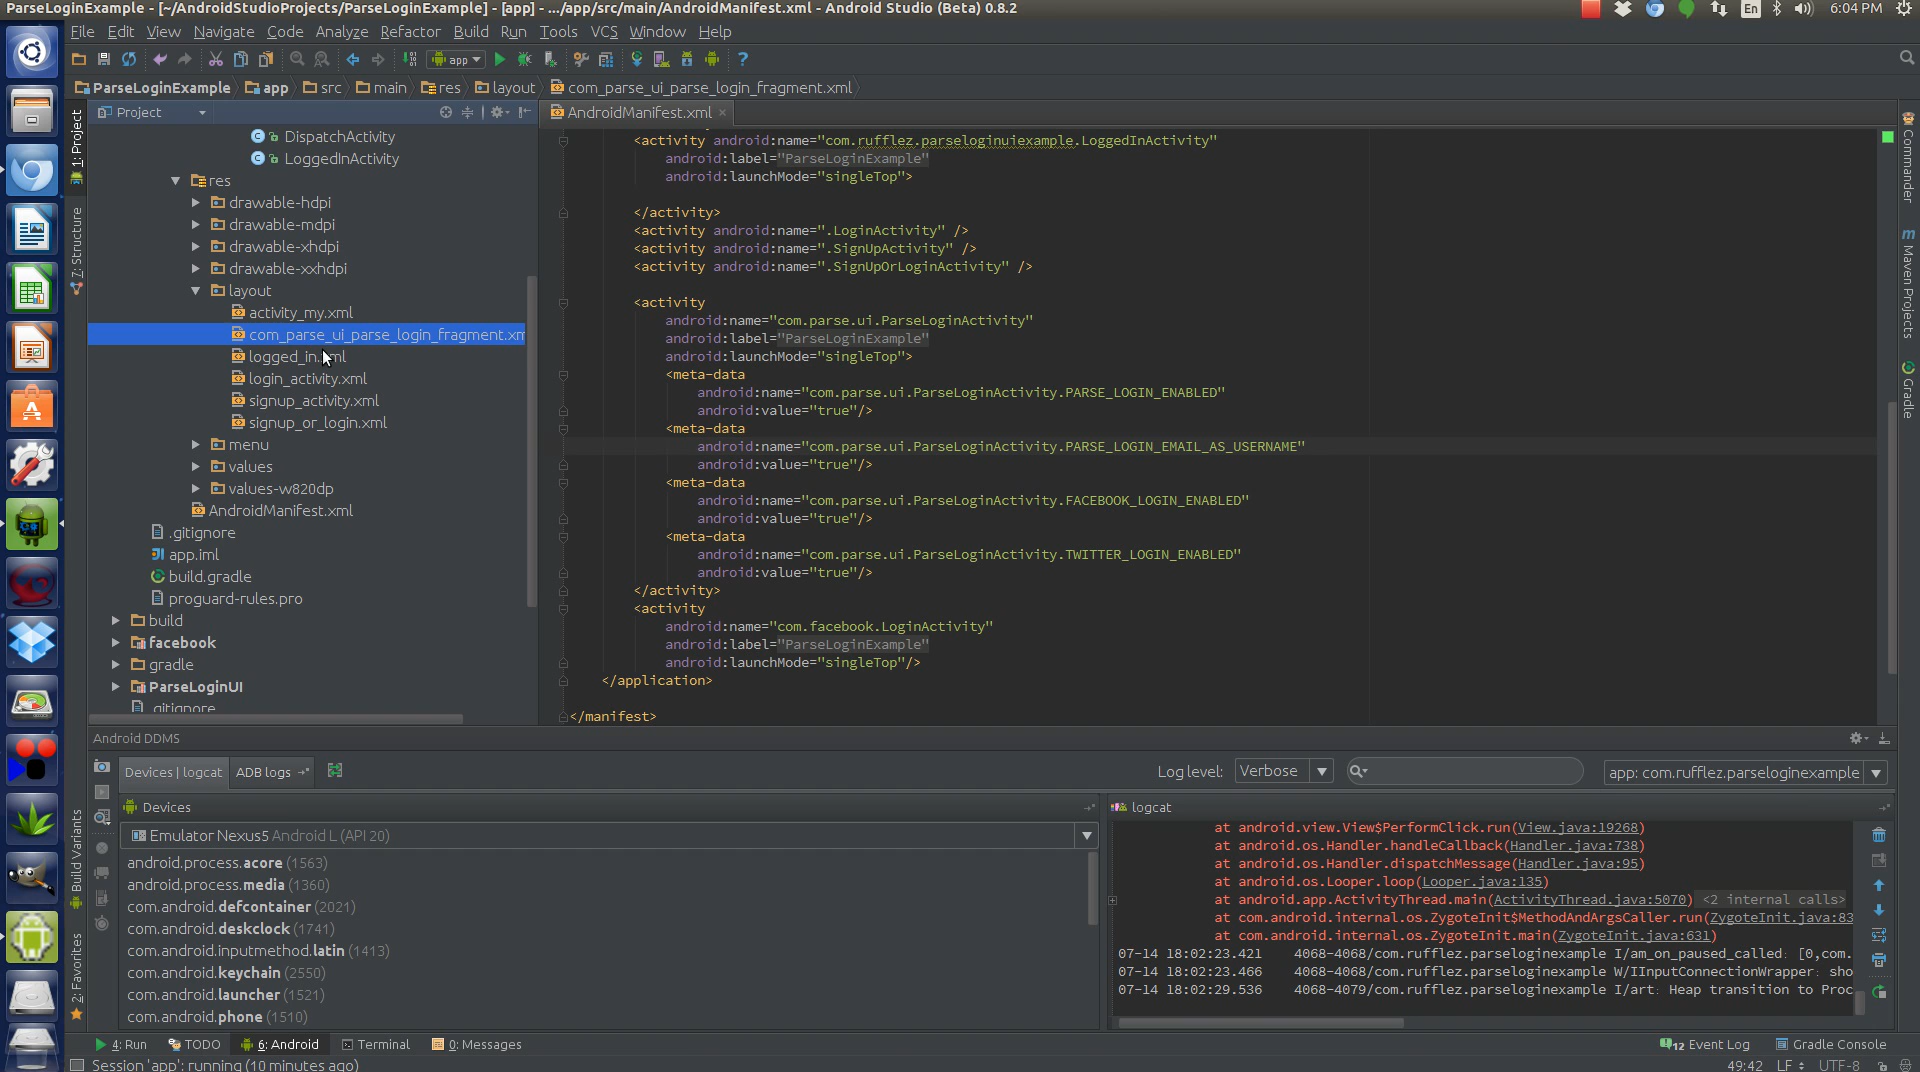 ParseLoginExample - [~/AndroidStudioProjects/ParseLoginExample] - [app] - .../app/src/main/AndroidManifest.xml - Android Studio (Beta) 0.8.2
En 6:04 PM
File Edit View Navigate Code Analyze Refactor Build Run Tools VCS Window Help
app
ParseLoginExample app src main res layout com_parse_ui_parse_login_fragment.xml
1: Project
Project
AndroidManifest.xml
DispatchActivity
LoggedInActivity
res
drawable-hdpi
drawable-mdpi
drawable-xhdpi
drawable-xxhdpi
layout
activity_my.xml
com_parse_ui_parse_login_fragment.xm
logged_in.xml
login_activity.xml
signup_activity.xml
signup_or_login.xml
menu
values
values-w820dp
AndroidManifest.xml
.gitignore
app.iml
build.gradle
proguard-rules.pro
build
facebook
gradle
ParseLoginUI
.gitignore
7: Structure
Build Variants
2: Favorites
<activity android:name="com.rufflez.parseloginuiexample.LoggedInActivity"
android:label="ParseLoginExample"
android:launchMode="singleTop">
</activity>
<activity android:name=".LoginActivity" />
<activity android:name=".SignUpActivity" />
<activity android:name=".SignUpOrLoginActivity" />
<activity
android:name="com.parse.ui.ParseLoginActivity"
android:label="ParseLoginExample"
android:launchMode="singleTop">
<meta-data
android:name="com.parse.ui.ParseLoginActivity.PARSE_LOGIN_ENABLED"
android:value="true"/>
<meta-data
android:name="com.parse.ui.ParseLoginActivity.PARSE_LOGIN_EMAIL_AS_USERNAME"
android:value="true"/>
<meta-data
android:name="com.parse.ui.ParseLoginActivity.FACEBOOK_LOGIN_ENABLED"
android:value="true"/>
<meta-data
android:name="com.parse.ui.ParseLoginActivity.TWITTER_LOGIN_ENABLED"
android:value="true"/>
</activity>
<activity
android:name="com.facebook.LoginActivity"
android:label="ParseLoginExample"
android:launchMode="singleTop"/>
</application>
</manifest>
Commander
m Maven Projects
Gradle
Android DDMS
Devices | logcat ADB logs
Log level: Verbose app: com.rufflez.parseloginexample
Devices
Emulator Nexus5 Android L (API 20)
android.process.acore (1563)
android.process.media (1360)
com.android.defcontainer (2021)
com.android.deskclock (1741)
com.android.inputmethod.latin (1413)
com.android.keychain (2550)
com.android.launcher (1521)
com.android.phone (1510)
logcat
at android.view.View$PerformClick.run(View.java:19268)
at android.os.Handler.handleCallback(Handler.java:738)
at android.os.Handler.dispatchMessage(Handler.java:95)
at android.os.Looper.loop(Looper.java:135)
at android.app.ActivityThread.main(ActivityThread.java:5070) <2 internal calls>
at com.android.internal.os.ZygoteInit$MethodAndArgsCaller.run(ZygoteInit.java:83
at com.android.internal.os.ZygoteInit.main(ZygoteInit.java:631)
07-14 18:02:23.421 4068-4068/com.rufflez.parseloginexample I/am_on_paused_called: [0,com.
07-14 18:02:23.466 4068-4068/com.rufflez.parseloginexample W/IInputConnectionWrapper: sho
07-14 18:02:29.536 4068-4079/com.rufflez.parseloginexample I/art: Heap transition to Proc
4: Run TODO 6: Android Terminal 0: Messages 12 Event Log Gradle Console
Session 'app': running (10 minutes ago) 49:42 LF UTF-8